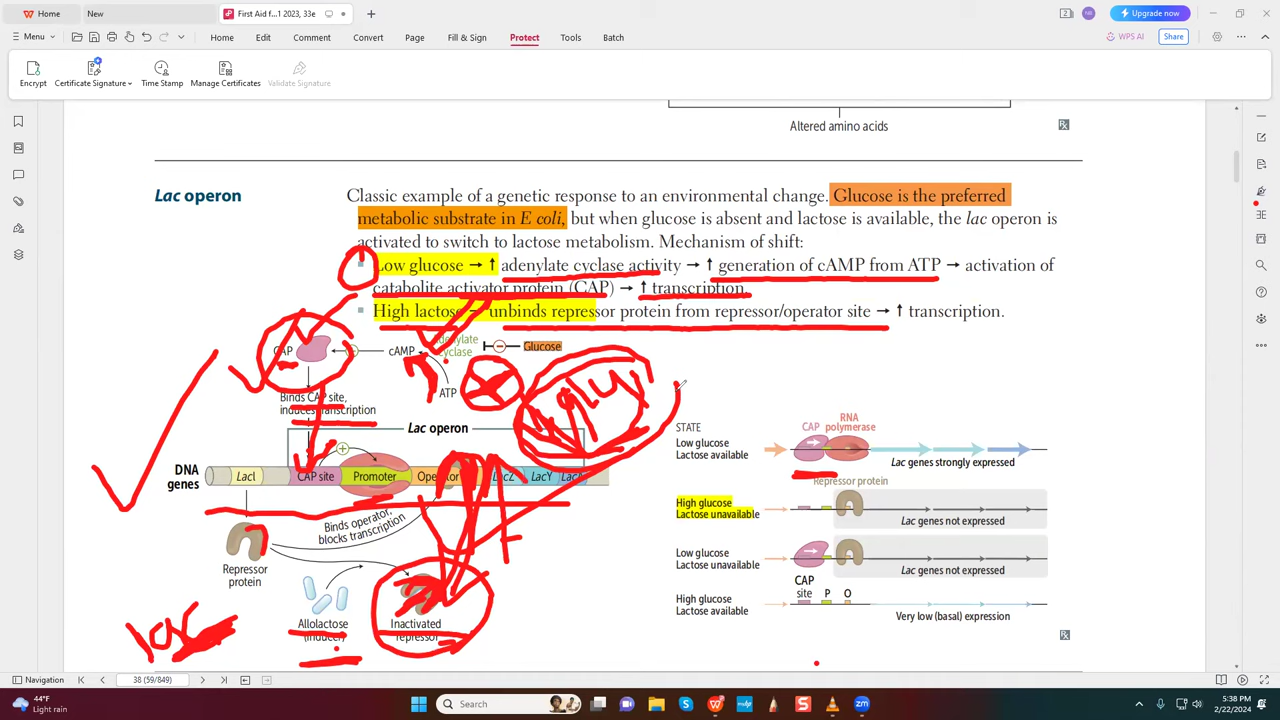 Home
New
First Aid f...1 2023, 33e
Upgrade now
Menu
Home
Edit
Comment
Convert
Page
Fill & Sign
Protect
Tools
Batch
WPS AI
Share
Encrypt
Certificate Signature
Time Stamp
Manage Certificates
Validate Signature
Altered amino acids
Lac operon
Classic example of a genetic response to an environmental change. Glucose is the preferred
metabolic substrate in E coli, but when glucose is absent and lactose is available, the lac operon is
activated to switch to lactose metabolism. Mechanism of shift:
Low glucose → ↑ adenylate cyclase activity → ↑ generation of cAMP from ATP → activation of
catabolite activator protein (CAP) → ↑ transcription.
High lactose → unbinds repressor protein from repressor/operator site → ↑ transcription.
CAP
cAMP
cyclase
Glucose
ATP
Binds CAP site,
induces transcription
glu
Lac operon
DNA
genes
LacI
CAP site
Promoter
LacZ
LacY
Binds operator,
blocks transcription
Repressor
protein
Allolactose
(inducer)
Inactivated
repressor
STATE
CAP
RNA
polymerase
Low glucose
Lactose available
Lac genes strongly expressed
Repressor protein
High glucose
Lactose unavailable
Lac genes not expressed
Low glucose
Lactose unavailable
Lac genes not expressed
CAP
site
P
O
High glucose
Lactose available
Very low (basal) expression
Navigation
38 (59/849)
44°F
Light rain
Search
5:38 PM
2/22/2024